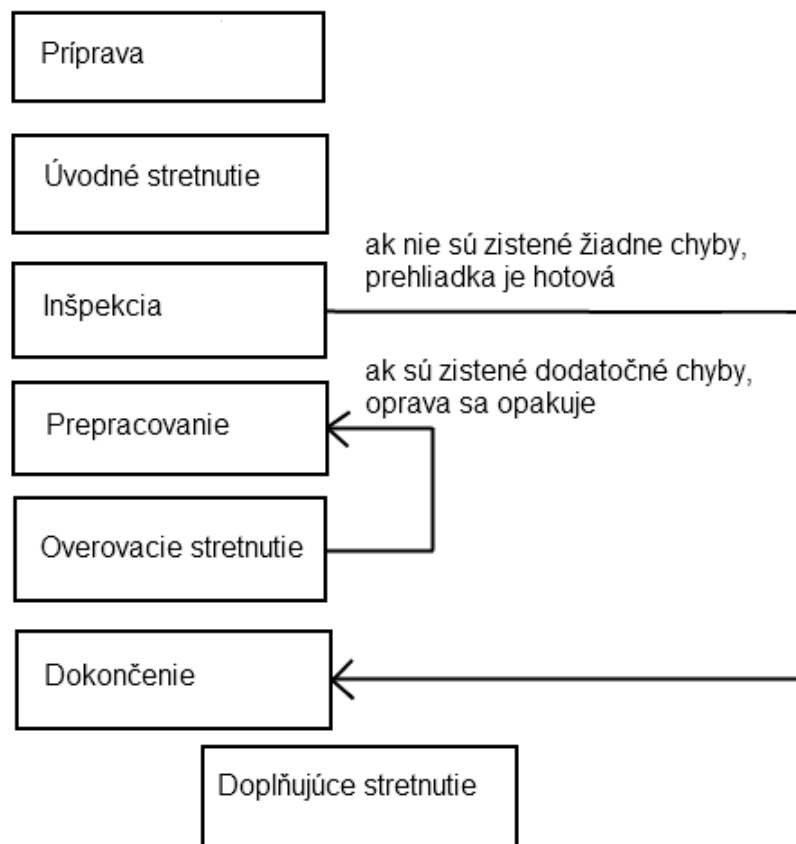 Príprava
Úvodné stretnutie
ak nie sú zistené žiadne chyby,
prehliadka je hotová
Inšpekcia
ak sú zistené dodatočné chyby,
oprava sa opakuje
Prepracovanie
Overovacie stretnutie
Dokončenie
Doplňujúce stretnutie